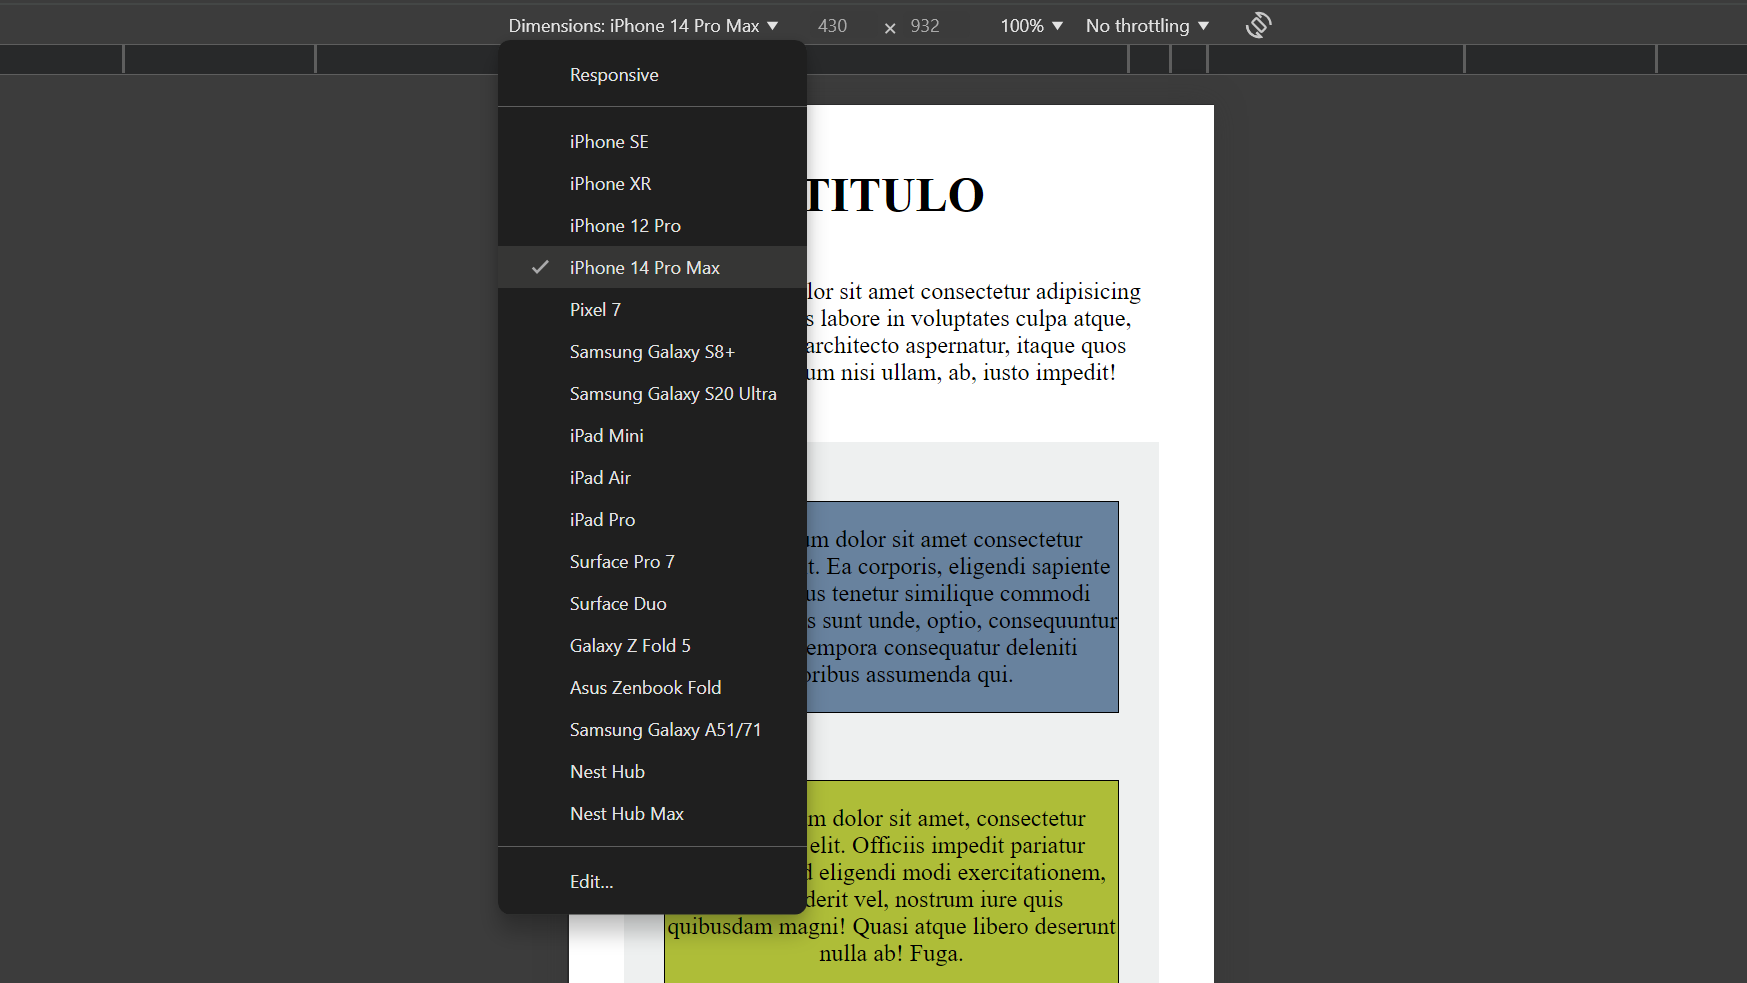 Dimensions: iPhone 14 Pro Max 430 × 932 100% No throttling
Responsive
iPhone SE
iPhone XR
iPhone 12 Pro
iPhone 14 Pro Max
Pixel 7
Samsung Galaxy S8+
Samsung Galaxy S20 Ultra
iPad Mini
iPad Air
iPad Pro
Surface Pro 7
Surface Duo
Galaxy Z Fold 5
Asus Zenbook Fold
Samsung Galaxy A51/71
Nest Hub
Nest Hub Max
Edit...
TITULO
sit amet consectetur adipisicing
labore in voluptates culpa atque,
architecto aspernatur, itaque quos
nisi ullam, ab, iusto impedit!
dolor sit amet consectetur
Ea corporis, eligendi sapiente
tenetur similique commodi
sunt unde, optio, consequuntur
consequatur deleniti
assumenda qui.
dolor sit amet, consectetur
elit. Officiis impedit pariatur
eligendi modi exercitationem,
vel, nostrum iure quis
quibusdam magni! Quasi atque libero deserunt
nulla ab! Fuga.